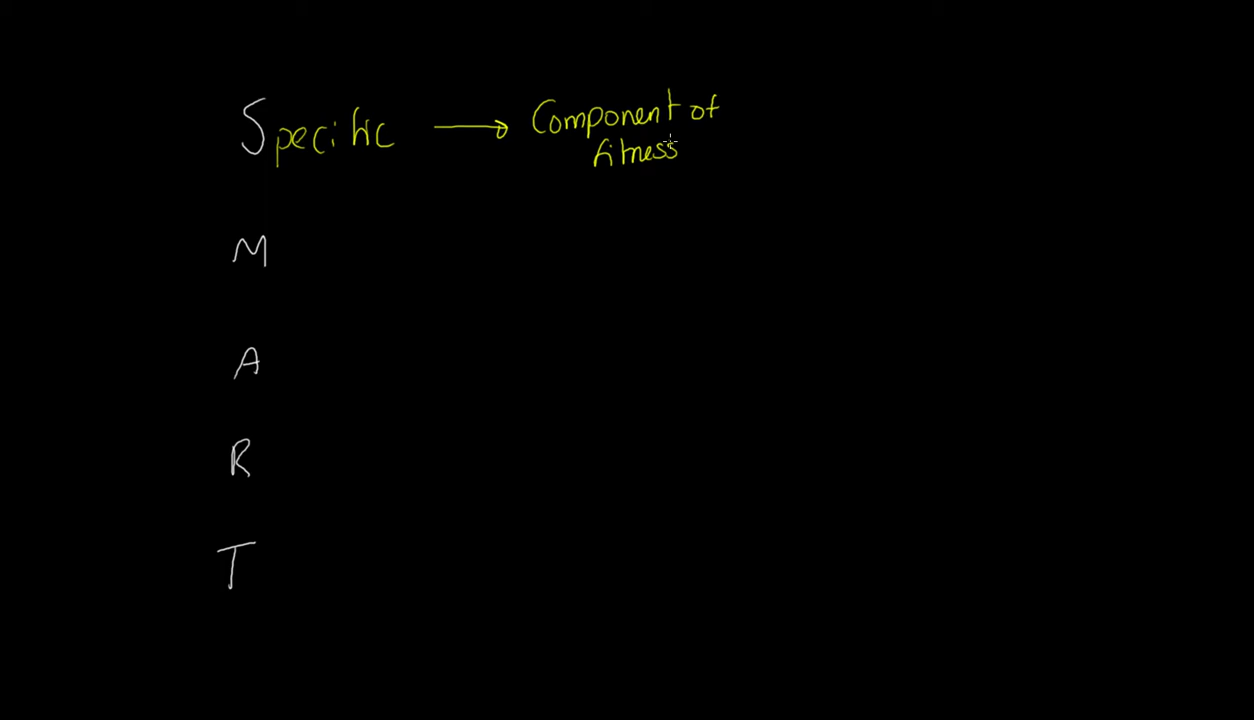 Specific → Component of
fitness
M
A
R
T